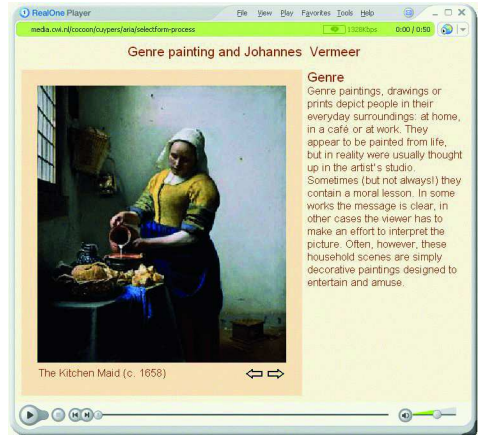 RealOne Player
File View Play Favorites Tools Help
media.cwi.nl/cocoon/cuypers/aria/selectform-process
1328Kbps
0:00 / 0:50
Genre painting and Johannes Vermeer
Genre
Genre paintings, drawings or
prints depict people in their
everyday surroundings: at home,
in a café or at work. They
appear to be painted from life,
but in reality were usually thought
up in the artist's studio.
Sometimes (but not always!) they
contain a moral lesson. In some
works the message is clear, in
other cases the viewer has to
make an effort to interpret the
picture. Often, however, these
household scenes are simply
decorative paintings designed to
entertain and amuse.
The Kitchen Maid (c. 1658)